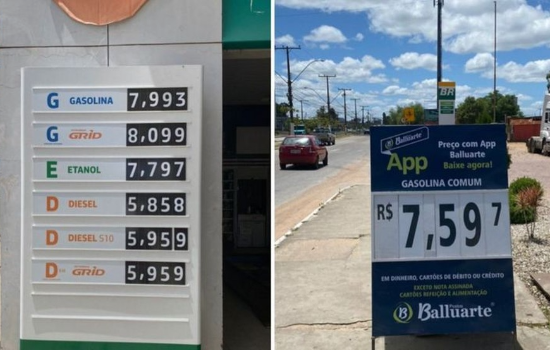 G GASOLINA 7,993
G GRID 8,099
E ETANOL 7,797
D DIESEL 5,858
D DIESEL S10 5,959
D GRID 5,959
BR
Balluarte
App
Preço com App
Balluarte
Baixe agora!
GASOLINA COMUM
R$ 7,597
EM DINHEIRO, CARTÕES DE DÉBITO OU CRÉDITO
EXCETO NOTA ASSINADA
CARTÕES REFEIÇÃO E ALIMENTAÇÃO
B Balluarte